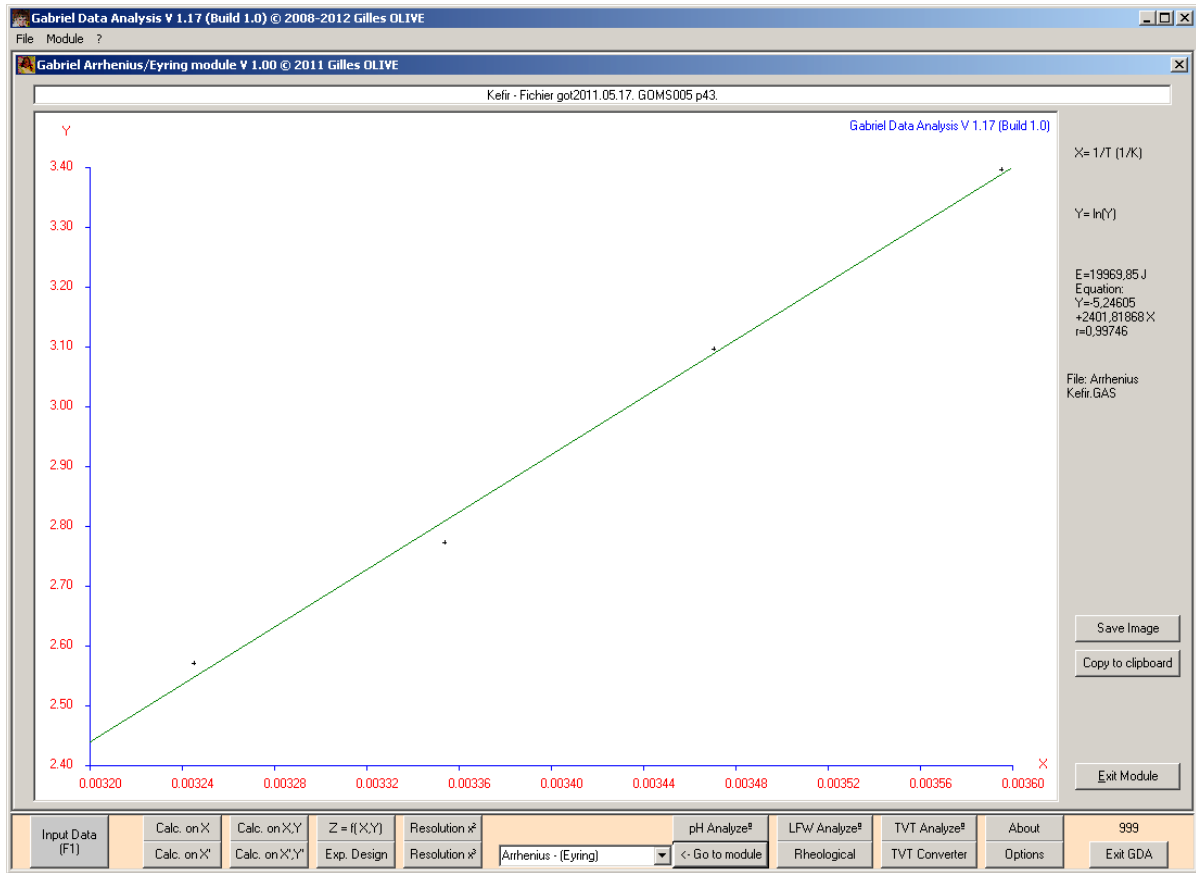 Gabriel Data Analysis V 1.17 (Build 1.0) © 2008-2012 Gilles OLIVE
File Module ?
Gabriel Arrhenius/Eyring module V 1.00 © 2011 Gilles OLIVE
Kefir - Fichier got2011.05.17. GOMS005 p43.
Gabriel Data Analysis V 1.17 (Build 1.0)
Y
3.40
3.30
3.20
3.10
3.00
2.90
2.80
2.70
2.60
2.50
2.40
0.00320 0.00324 0.00328 0.00332 0.00336 0.00340 0.00344 0.00348 0.00352 0.00356 0.00360
X
X= 1/T (1/K)
Y= ln(Y)
E=19969,85 J
Equation:
Y=-5,24605
+2401,81868 X
r=0,99746
File: Arrhenius
Kefir.GAS
Save Image
Copy to clipboard
Exit Module
Input Data
(F1)
Calc. on X Calc. on X,Y Z = f(X,Y) Resolution x² pH Analyze® LFW Analyze® TVT Analyze® About 999
Calc. on X' Calc. on X',Y' Exp. Design Resolution x³ Arrhenius - (Eyring) <- Go to module Rheological TVT Converter Options Exit GDA